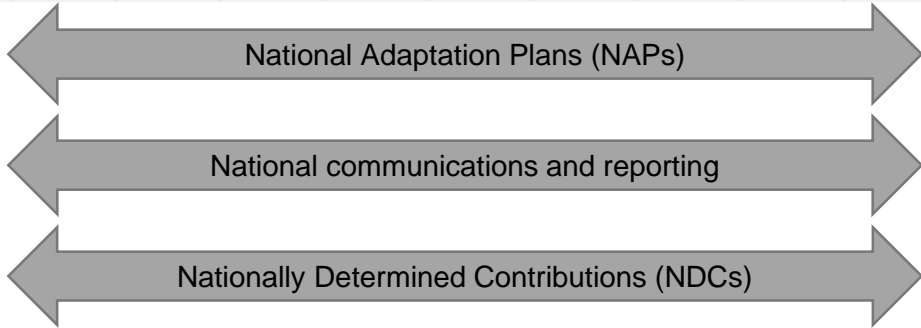 National Adaptation Plans (NAPs)
National communications and reporting
Nationally Determined Contributions (NDCs)